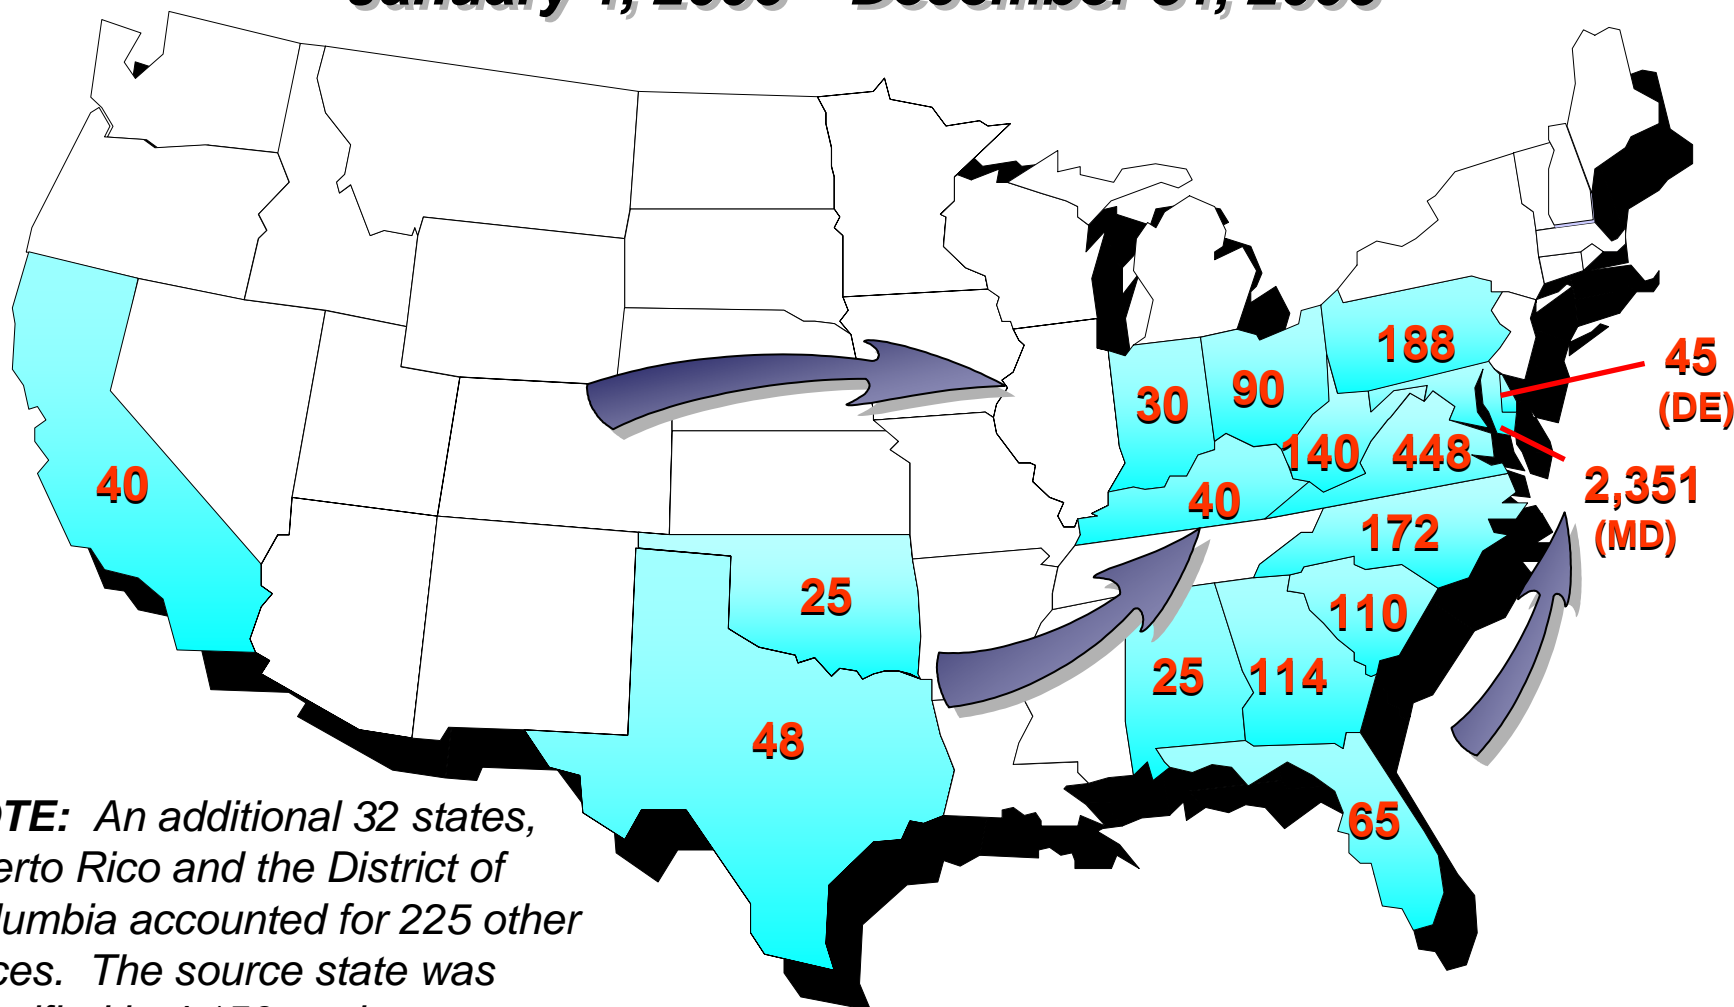 188
45
(DE)
30
90
140
448
40
40
2,351
(MD)
172
25
110
25
114
48
65
OTE: An additional 32 states,
erto Rico and the District of
lumbia accounted for 225 other
ces. The source state was